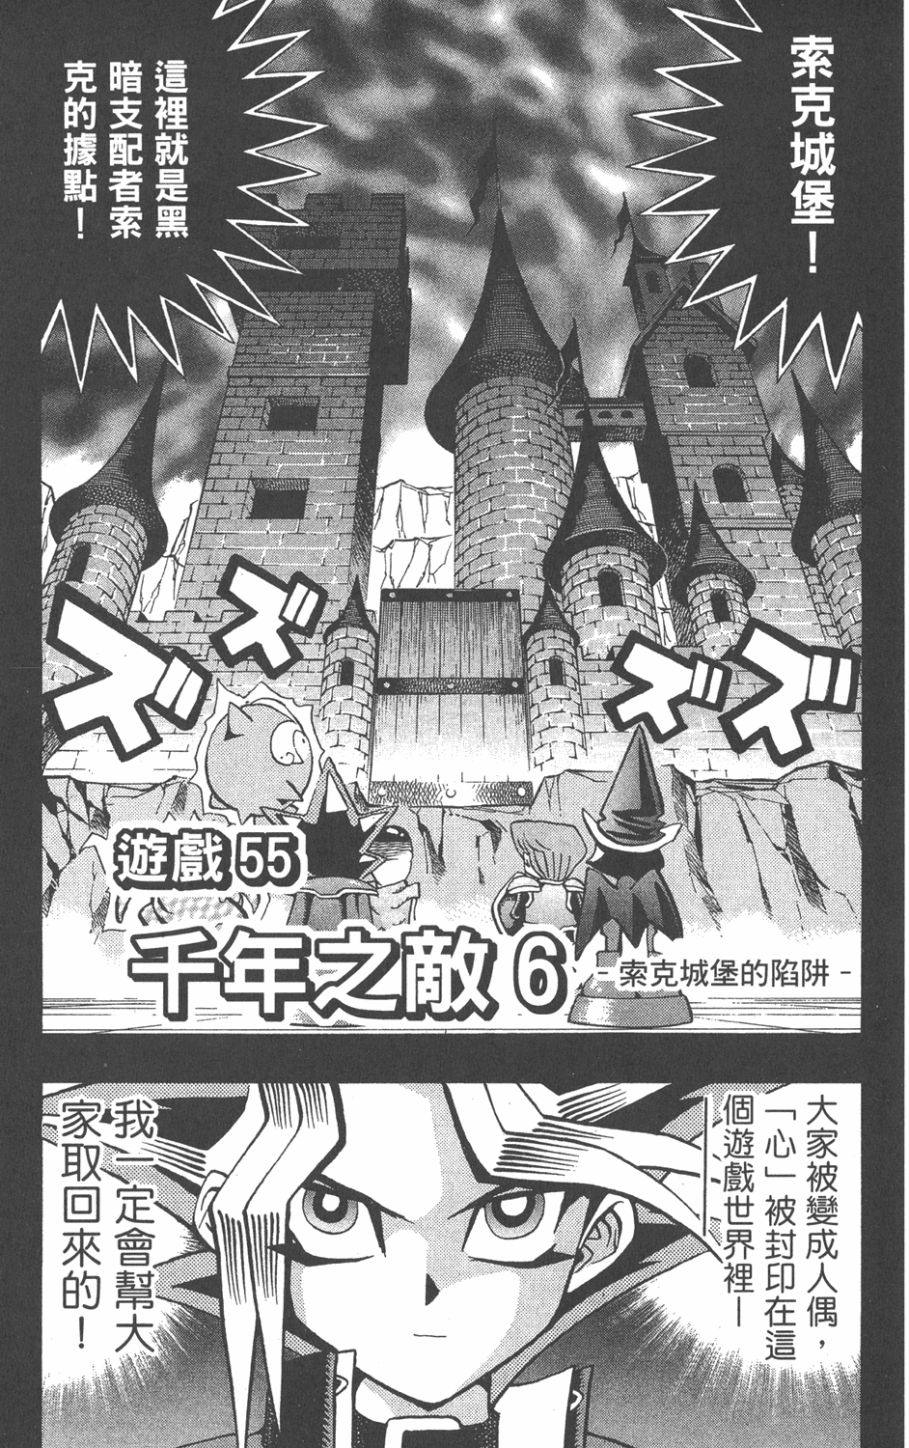 索克城堡！
這裡就是黑
暗支配者索
克的據點！
ズズ
ズズ
遊戲55
千年之敵6
-索克城堡的陷阱-
大家被變成人偶，
「心」被封印在這
個遊戲世界裡—
我一定會幫大
家取回來的！